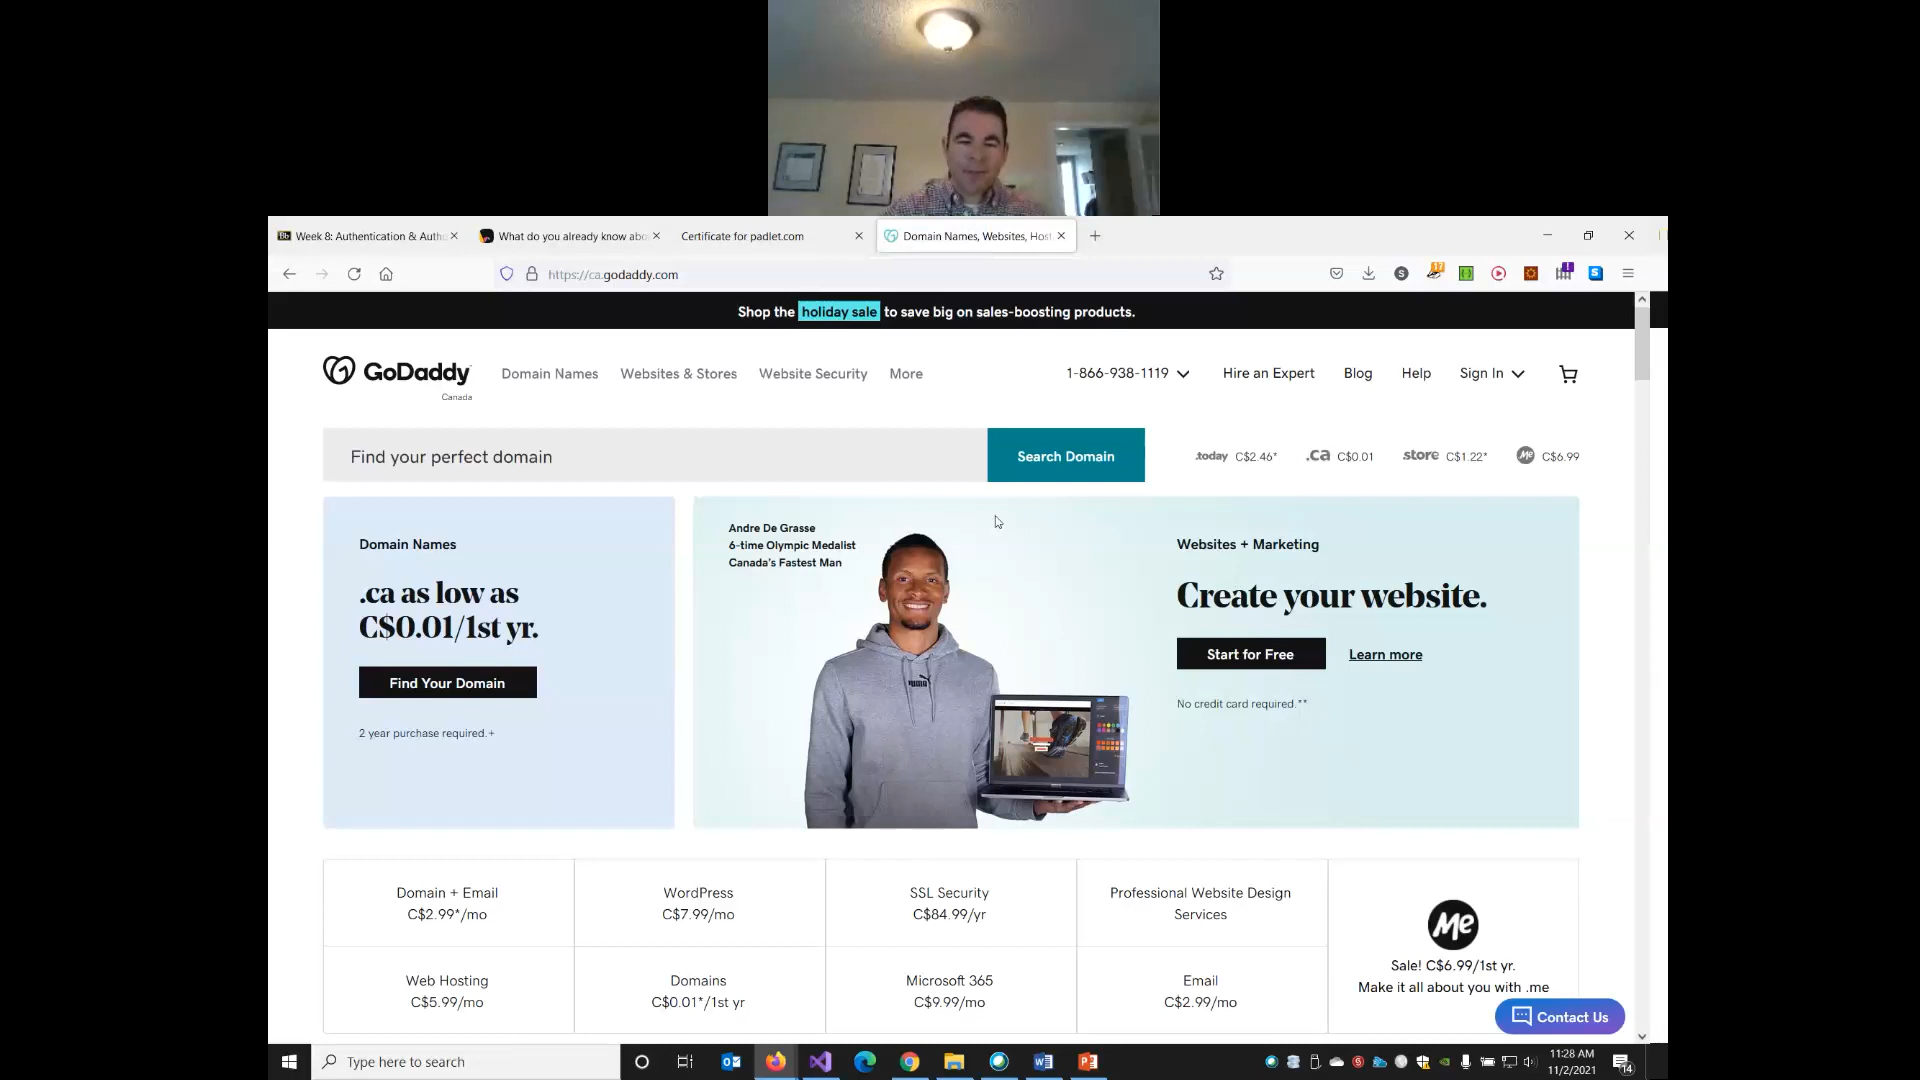 Week 8: Authentication & Autho
What do you already know abo
Certificate for padlet.com
Domain Names, Websites, Host
https://ca.godaddy.com
17
1
Shop the holiday sale to save big on sales-boosting products.
GoDaddy
Canada
Domain Names
Websites & Stores
Website Security
More
1-866-938-1119
Hire an Expert
Blog
Help
Sign In
Find your perfect domain
Search Domain
.today C$2.46*
.ca C$0.01
.store C$1.22*
Me C$6.99
Domain Names
.ca as low as
C$0.01/1st yr.
Find Your Domain
2 year purchase required.+
Andre De Grasse
6-time Olympic Medalist
Canada's Fastest Man
PUMA
Websites + Marketing
Create your website.
Start for Free
Learn more
No credit card required.**
Domain + Email
C$2.99*/mo
WordPress
C$7.99/mo
SSL Security
C$84.99/yr
Professional Website Design
Services
Web Hosting
C$5.99/mo
Domains
C$0.01*/1st yr
Microsoft 365
C$9.99/mo
Email
C$2.99/mo
Me
Sale! C$6.99/1st yr.
Make it all about you with .me
Contact Us
Type here to search
11:28 AM
11/2/2021
14